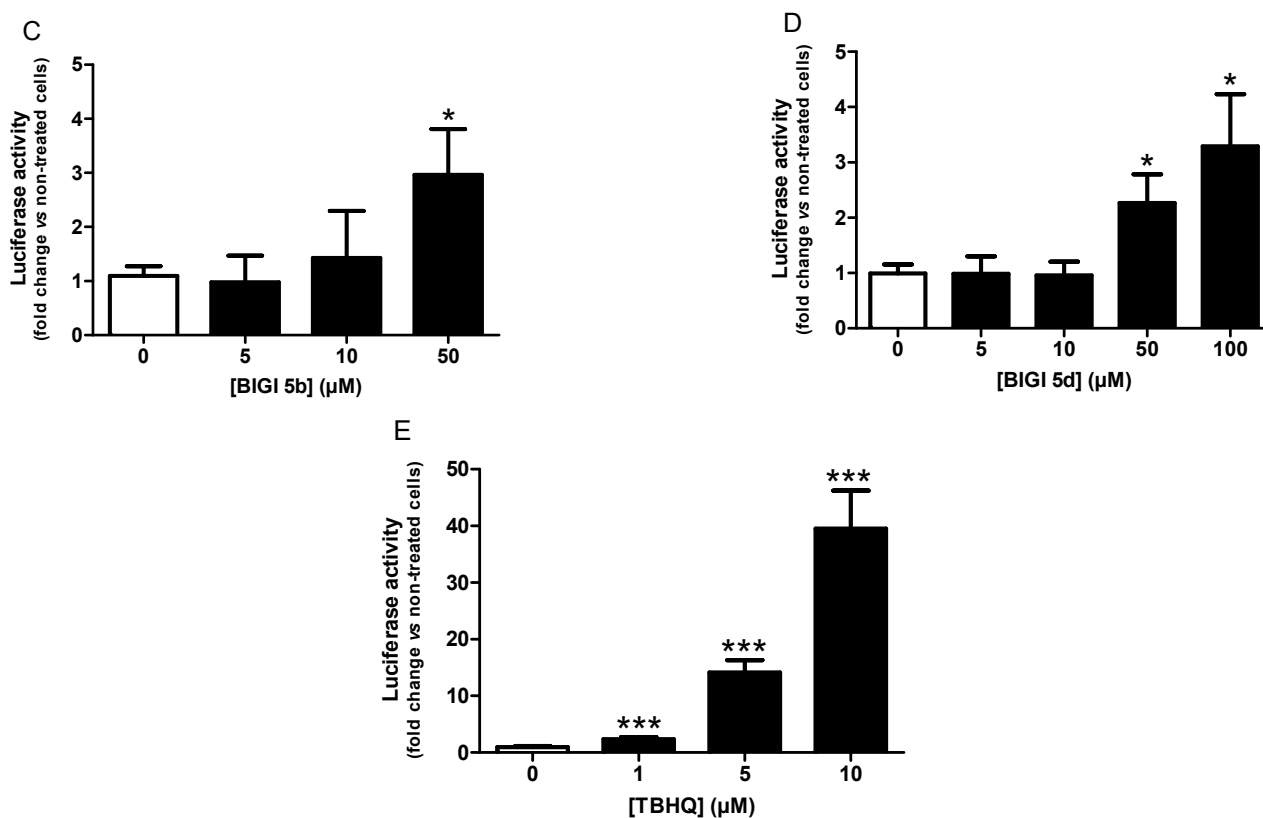 C
Luciferase activity
(fold change vs non-treated cells)
5
4
3
2
1
0
*
0 5 10 50
[BIGI 5b] (µM)
D
Luciferase activity
(fold change vs non-treated cells)
5
4
3
2
1
0
*
*
0 5 10 50 100
[BIGI 5d] (µM)
E
Luciferase activity
(fold change vs non-treated cells)
50
40
30
20
10
0
***
***
***
0 1 5 10
[TBHQ] (µM)